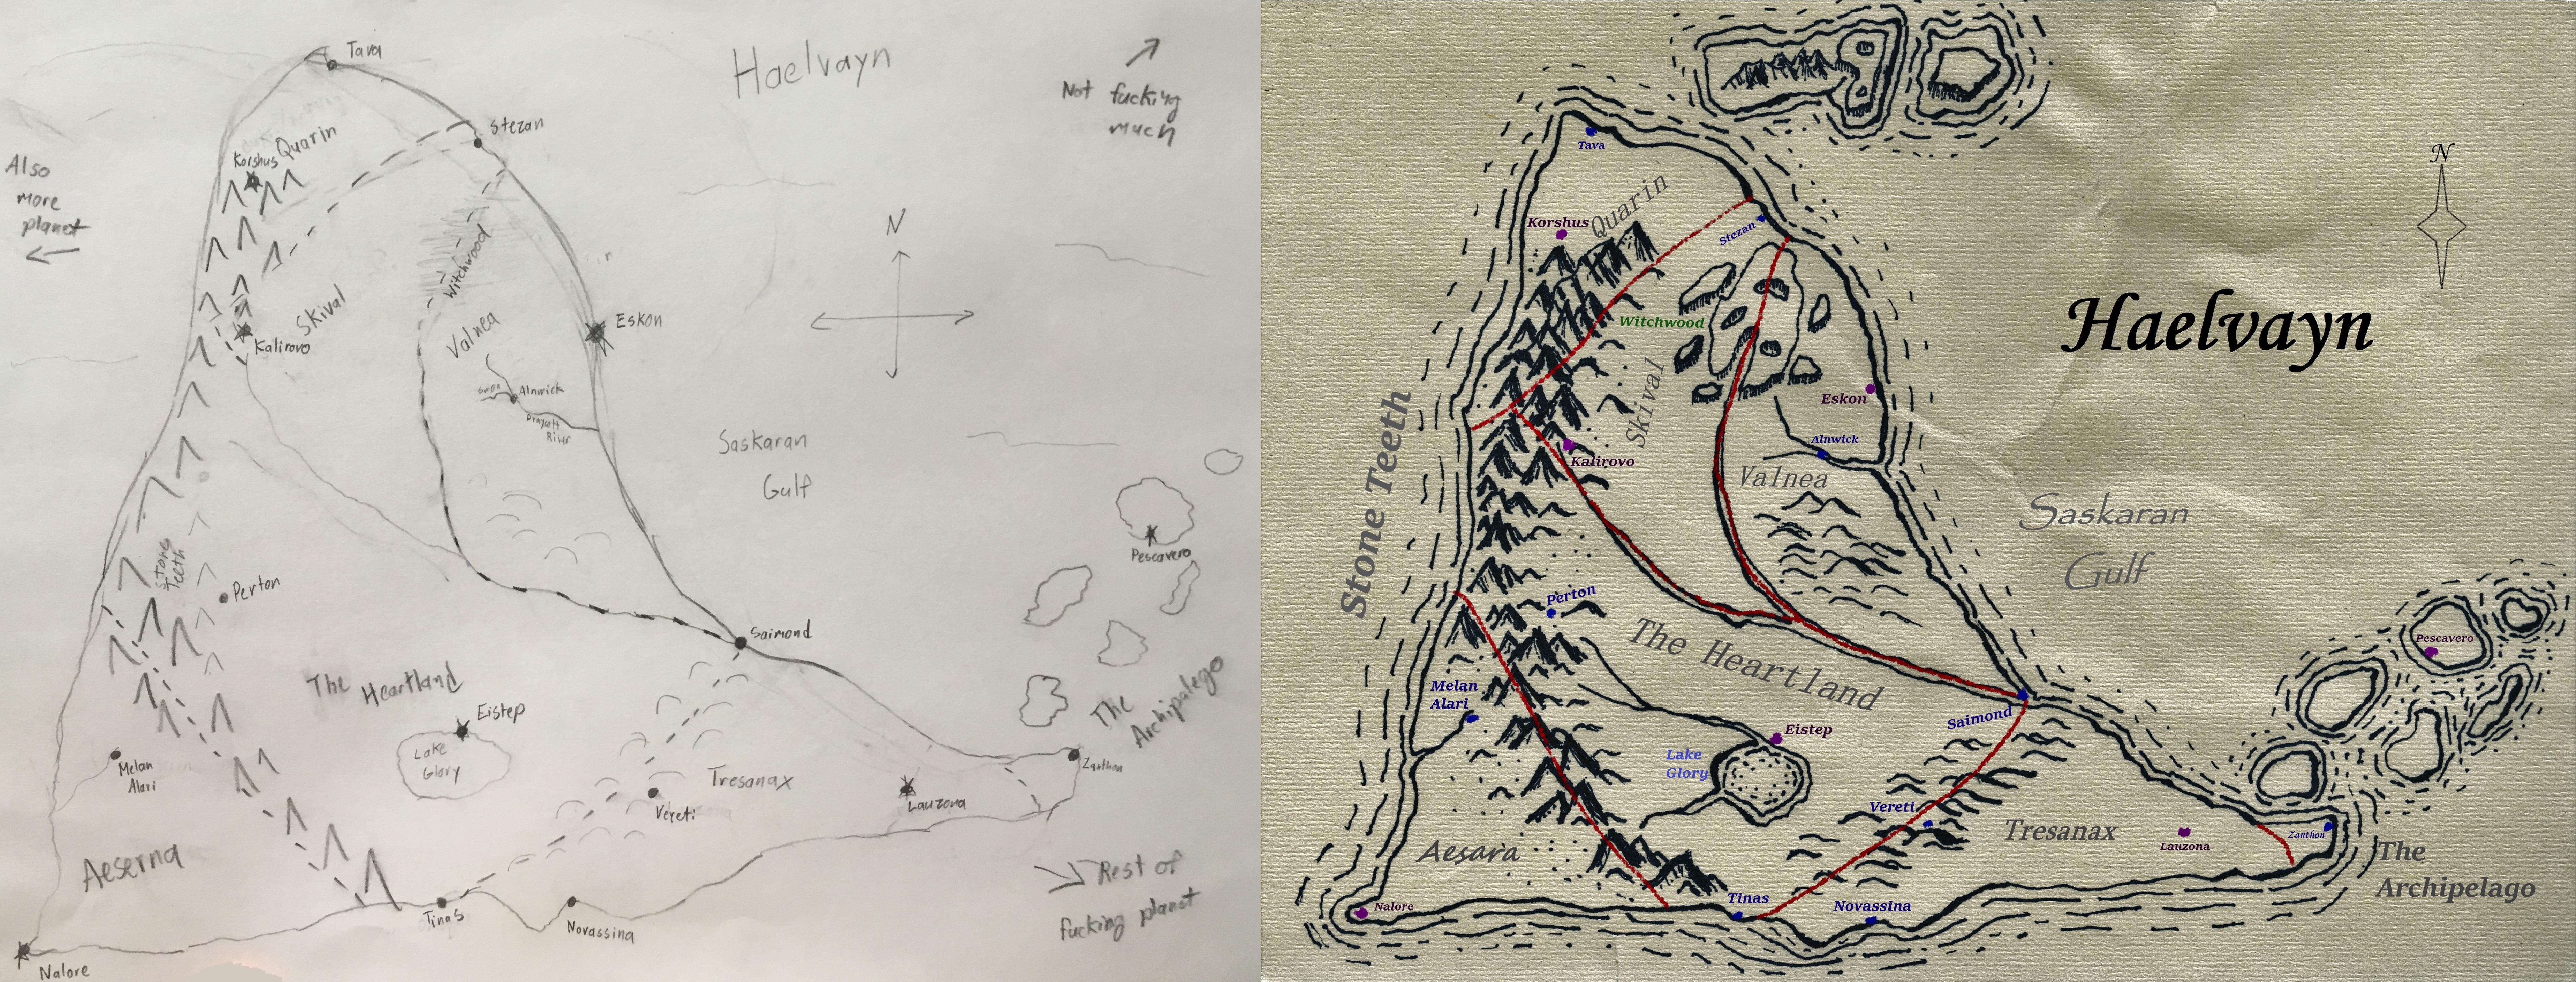 Tava
Haelvayn
Not fucking
much
Stezan
Quarin
Korshus
Also
more
planet
N
Witchwood
Skival
Kalirovo
Valnea
Eskon
Alnwick
Draycott
River
Saskaran
Gulf
Pescavero
Stone
Teeth
Perton
Saimond
The
Heartland
Eistep
Lake
Glory
The
Archipalego
Zanthon
Melan
Alari
Tresanax
Vereti
Lauzona
Aeserna
Rest of
fucking planet
Tinas
Novassina
Nalore
Tava
N
Quarin
Korshus
Stezan
Haelvayn
Witchwood
Skival
Eskon
Alnwick
Kalirovo
Valnea
Stone Teeth
Saskaran
Gulf
Perton
The Heartland
Pescavero
Melan
Alari
Saimond
Eistep
Lake
Glory
Vereti
Tresanax
Zanthon
Lauzona
Aesara
The
Archipelago
Tinas
Novassina
Nalore